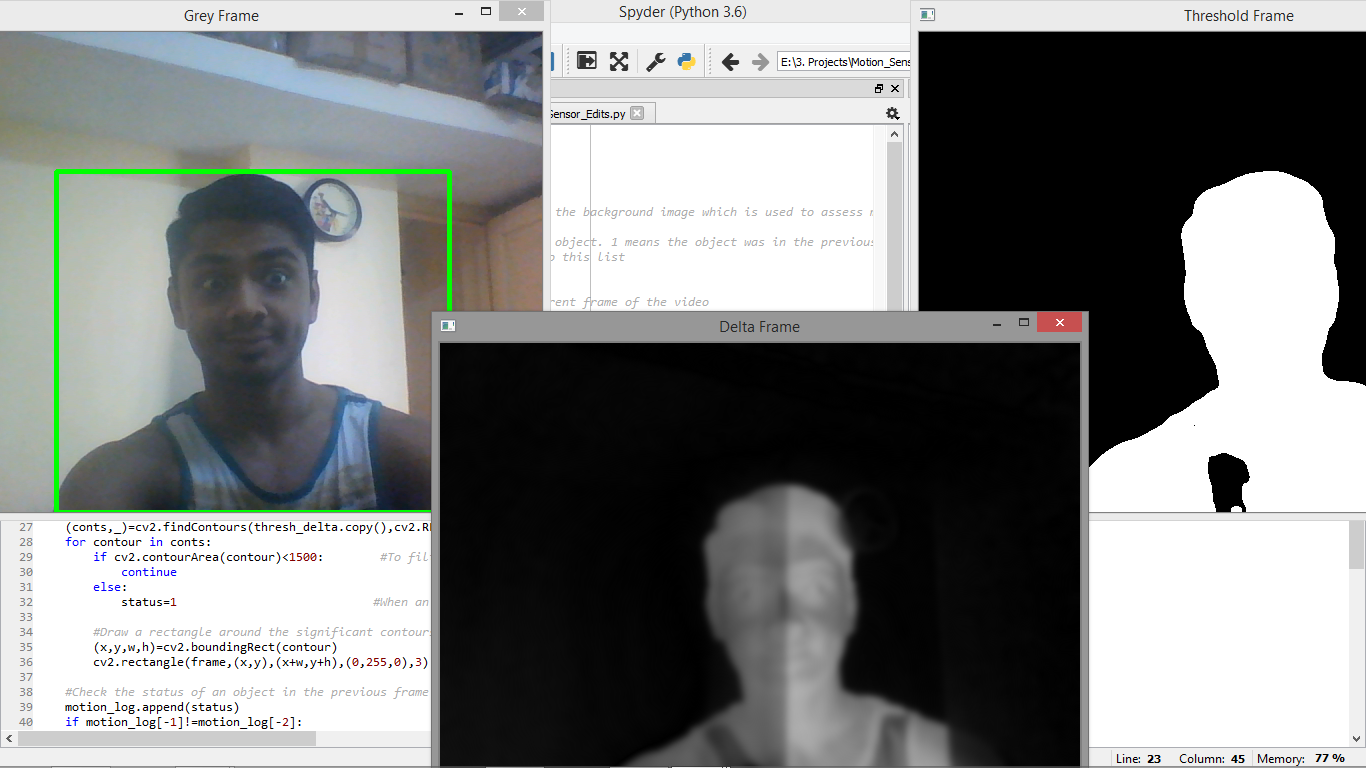 Grey Frame
Spyder (Python 3.6)
Threshold Frame
E:\3. Projects\Motion_Sens
Sensor_Edits.py
the background image which is used to assess
object. 1 means the object was in the previous
this list
frame of the video
Delta Frame
27 (conts,_)=cv2.findContours(thresh_delta.copy(),cv2.R
28 for contour in conts:
29 if cv2.contourArea(contour)<1500: #To fil
30 continue
31 else:
32 status=1 #When an
33
34 #Draw a rectangle around the significant contours
35 (x,y,w,h)=cv2.boundingRect(contour)
36 cv2.rectangle(frame,(x,y),(x+w,y+h),(0,255,0),3)
37
38 #Check the status of an object in the previous frame
39 motion_log.append(status)
40 if motion_log[-1]!=motion_log[-2]:
Line: 23 Column: 45 Memory: 77 %